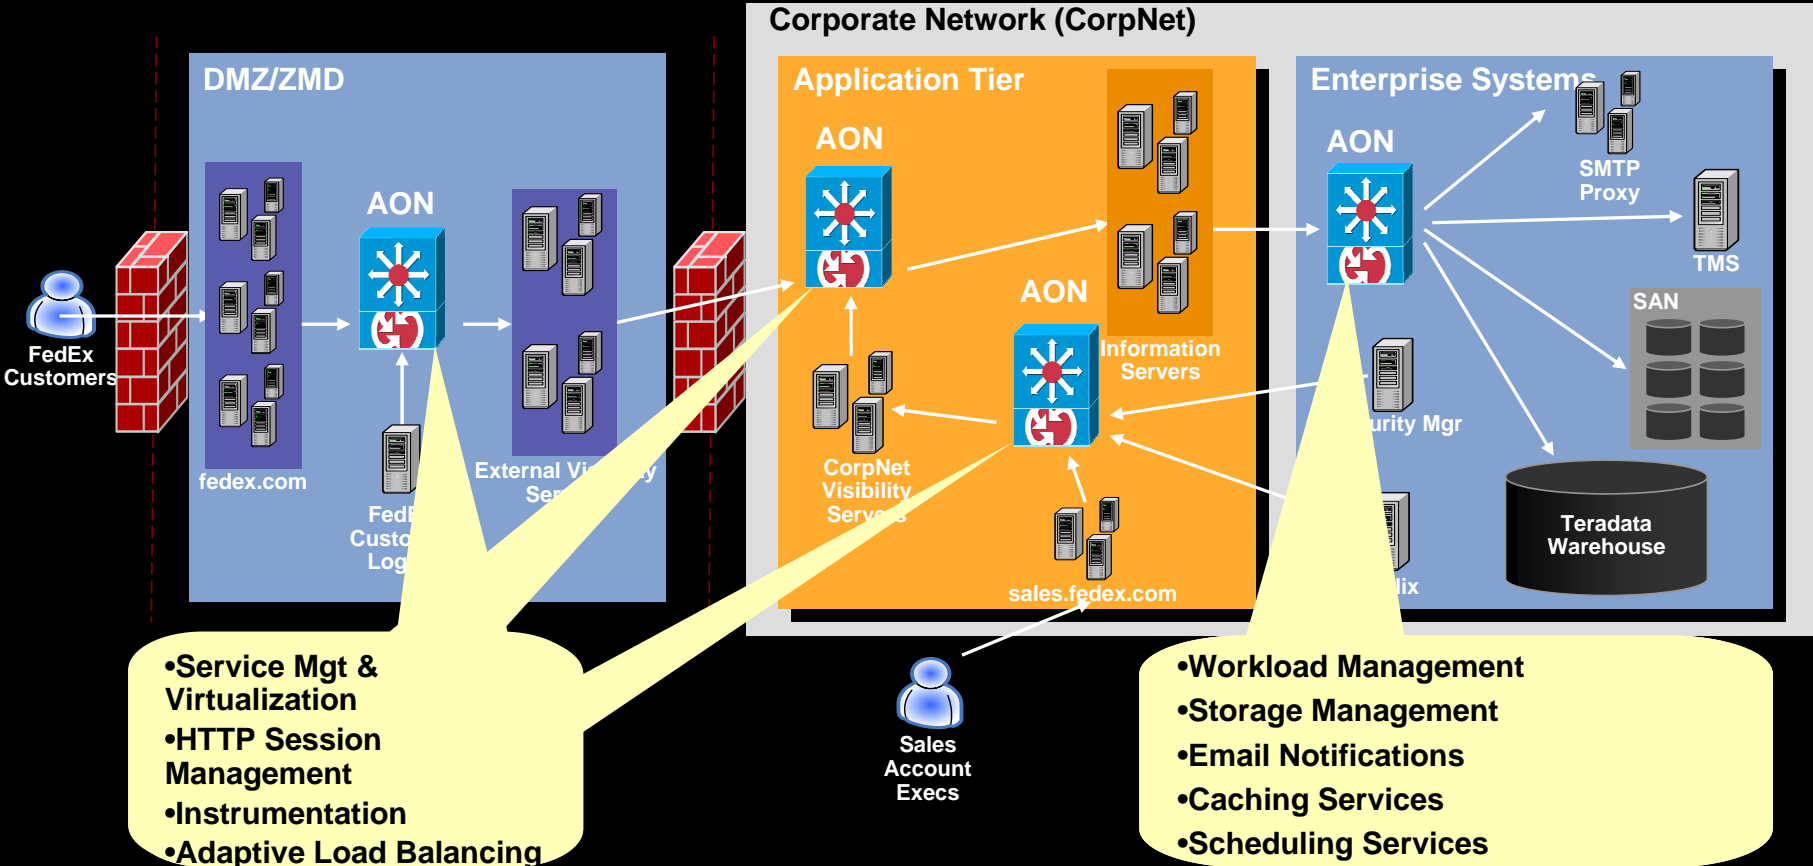 Corporate Network (CorpNet)
DMZ/ZMD
Application Tier
Enterprise Systems
AON
AON
AON
AON
SMTP
Proxy
TMS
SAN
FedEx
Customers
Information
Servers
fedex.com
External
CorpNet
Visibility
Mgr
Teradata
Warehouse
sales.fedex.com
Sales
Account
Execs
•Service Mgt &
Virtualization
•HTTP Session
Management
•Instrumentation
•Adaptive Load Balancing
•Workload Management
•Storage Management
•Email Notifications
•Caching Services
•Scheduling Services